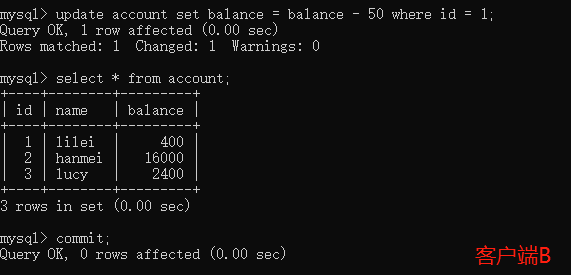 mysql> update account set balance = balance - 50 where id = 1;
Query OK, 1 row affected (0.00 sec)
Rows matched: 1  Changed: 1  Warnings: 0

mysql> select * from account;
+----+--------+---------+
| id | name   | balance |
+----+--------+---------+
|  1 | lilei  |     400 |
|  2 | hanmei |   16000 |
|  3 | lucy   |    2400 |
+----+--------+---------+
3 rows in set (0.00 sec)

mysql> commit;
Query OK, 0 rows affected (0.00 sec)
客户端B